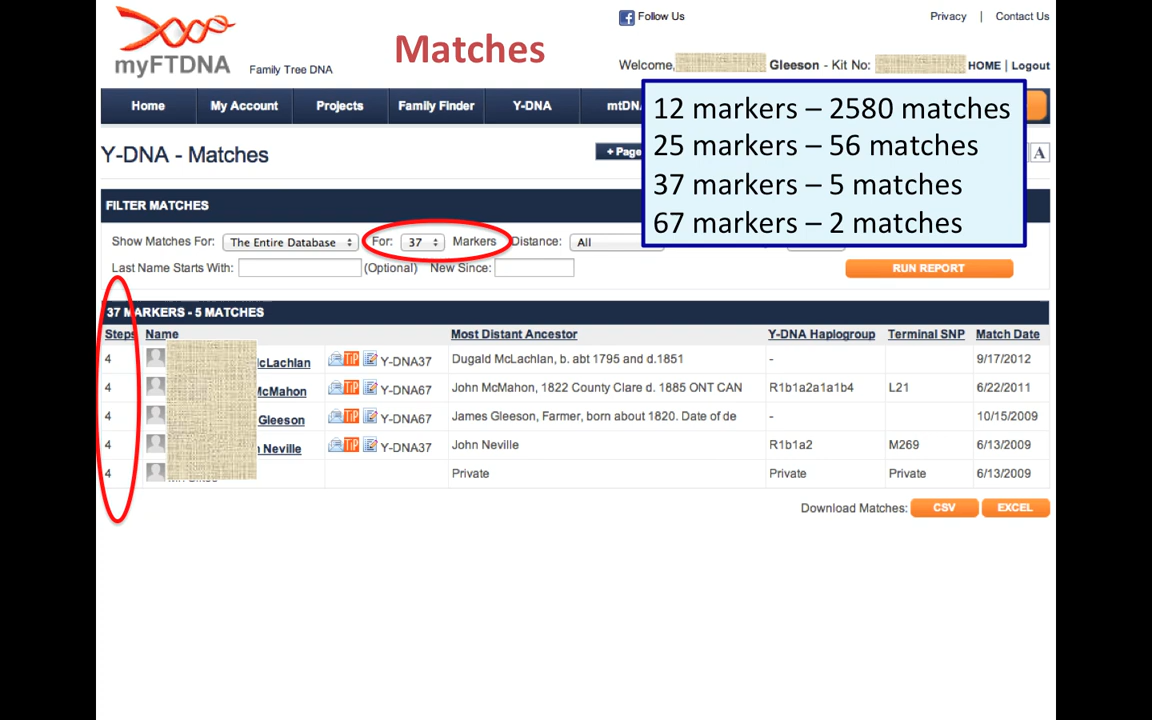 Follow Us
Privacy | Contact Us
Matches
myFTDNA Family Tree DNA
Welcome, Gleeson - Kit No: HOME | Logout
Home My Account Projects Family Finder Y-DNA
12 markers – 2580 matches
25 markers – 56 matches
37 markers – 5 matches
67 markers – 2 matches
Y-DNA - Matches
+ Page
A
FILTER MATCHES
Show Matches For: The Entire Database For: 37 Markers Distance: All
Last Name Starts With: (Optional) New Since:
RUN REPORT
37 MARKERS - 5 MATCHES
Steps Name Most Distant Ancestor Y-DNA Haplogroup Terminal SNP Match Date
4 cLachlan TiP Y-DNA37 Dugald McLachlan, b. abt 1795 and d.1851 - 9/17/2012
4 McMahon TiP Y-DNA67 John McMahon, 1822 County Clare d. 1885 ONT CAN R1b1a2a1a1b4 L21 6/22/2011
4 Gleeson TiP Y-DNA67 James Gleeson, Farmer, born about 1820. Date of de - 10/15/2009
4 Neville TiP Y-DNA37 John Neville R1b1a2 M269 6/13/2009
4 Private Private Private 6/13/2009
Download Matches: CSV EXCEL